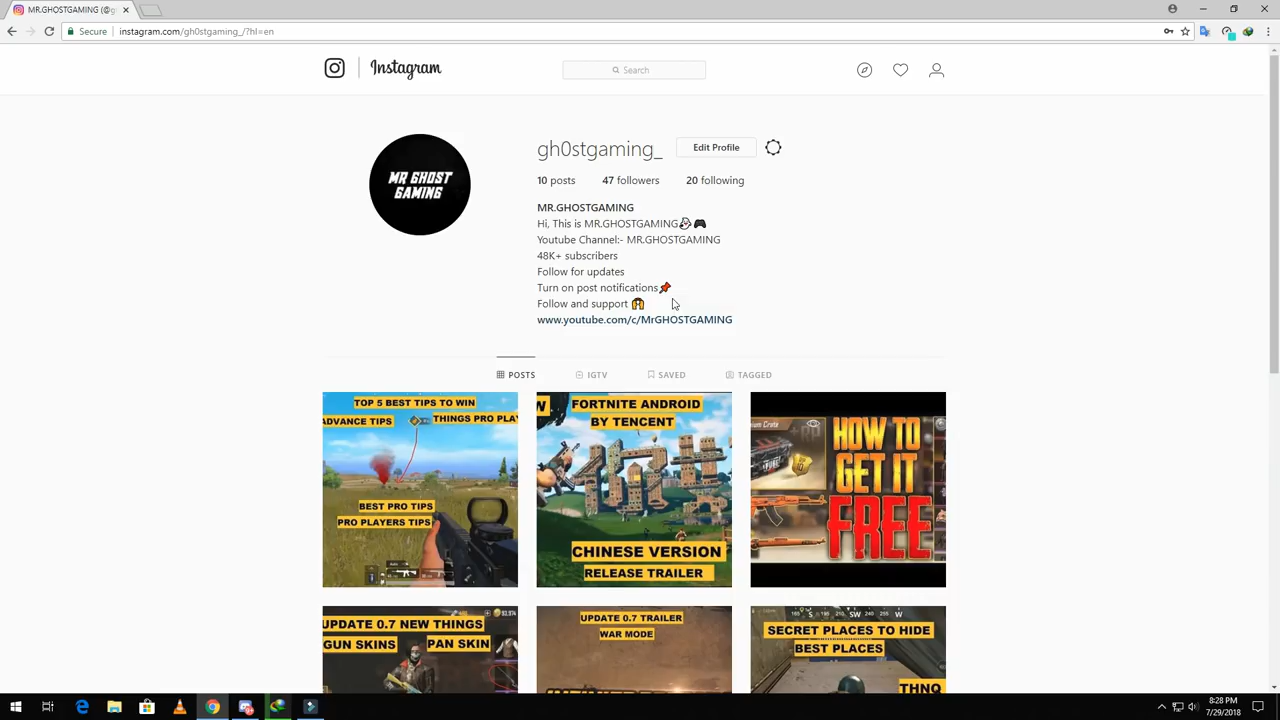 MR.GHOSTGAMING (@g
Secure
instagram.com/gh0stgaming_/?hl=en
Instagram
Search
MR GHOST
GAMING
gh0stgaming_
Edit Profile
10 posts 47 followers 20 following
MR.GHOSTGAMING
Hi, This is MR.GHOSTGAMING
Youtube Channel:- MR.GHOSTGAMING
48K+ subscribers
Follow for updates
Turn on post notifications📌
Follow and support
www.youtube.com/c/MrGHOSTGAMING
POSTS IGTV SAVED TAGGED
TOP 5 BEST TIPS TO WIN
ADVANCE TIPS
THINGS PRO PLAY
BEST PRO TIPS
PRO PLAYERS TIPS
W
FORTNITE ANDROID
BY TENCENT
CHINESE VERSION
RELEASE TRAILER
HOW TO
GET IT
FREE
UPDATE 0.7 NEW THINGS
GUN SKINS
PAN SKIN
UPDATE 0.7 TRAILER
WAR MODE
SECRET PLACES TO HIDE
BEST PLACES
THNQ
8:28 PM
7/29/2018